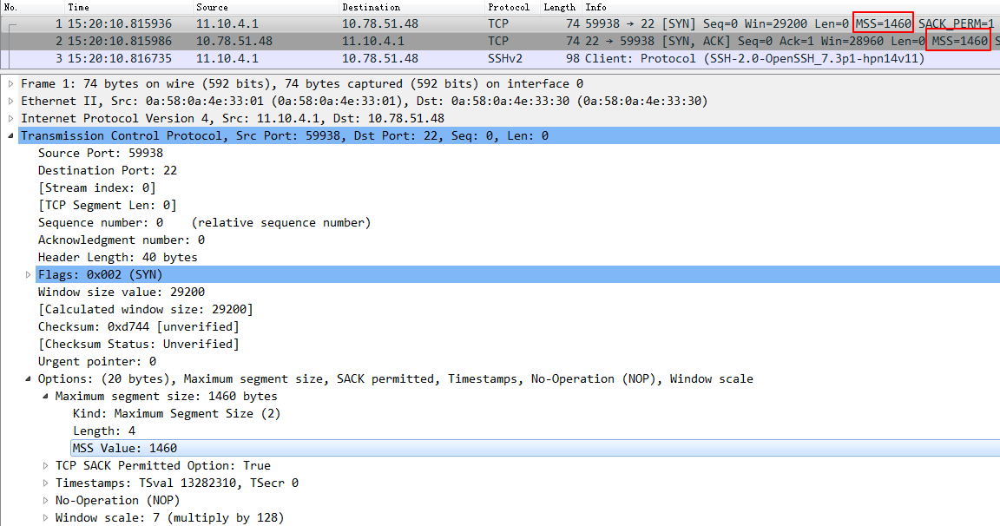 No. Time Source Destination Protocol Length Info
1 15:20:10.815936 11.10.4.1 10.78.51.48 TCP 74 59938 → 22 [SYN] Seq=0 Win=29200 Len=0 MSS=1460 SACK_PERM=1
2 15:20:10.815986 10.78.51.48 11.10.4.1 TCP 74 22 → 59938 [SYN, ACK] Seq=0 Ack=1 Win=28960 Len=0 MSS=1460 S
3 15:20:10.816735 11.10.4.1 10.78.51.48 SSHv2 98 Client: Protocol (SSH-2.0-OpenSSH_7.3p1-hpn14v11)
Frame 1: 74 bytes on wire (592 bits), 74 bytes captured (592 bits) on interface 0
Ethernet II, Src: 0a:58:0a:4e:33:01 (0a:58:0a:4e:33:01), Dst: 0a:58:0a:4e:33:30 (0a:58:0a:4e:33:30)
Internet Protocol Version 4, Src: 11.10.4.1, Dst: 10.78.51.48
Transmission Control Protocol, Src Port: 59938, Dst Port: 22, Seq: 0, Len: 0
Source Port: 59938
Destination Port: 22
[Stream index: 0]
[TCP Segment Len: 0]
Sequence number: 0 (relative sequence number)
Acknowledgment number: 0
Header Length: 40 bytes
Flags: 0x002 (SYN)
Window size value: 29200
[Calculated window size: 29200]
Checksum: 0xd744 [unverified]
[Checksum Status: Unverified]
Urgent pointer: 0
Options: (20 bytes), Maximum segment size, SACK permitted, Timestamps, No-Operation (NOP), Window scale
Maximum segment size: 1460 bytes
Kind: Maximum Segment Size (2)
Length: 4
MSS Value: 1460
TCP SACK Permitted Option: True
Timestamps: TSval 13282310, TSecr 0
No-Operation (NOP)
Window scale: 7 (multiply by 128)